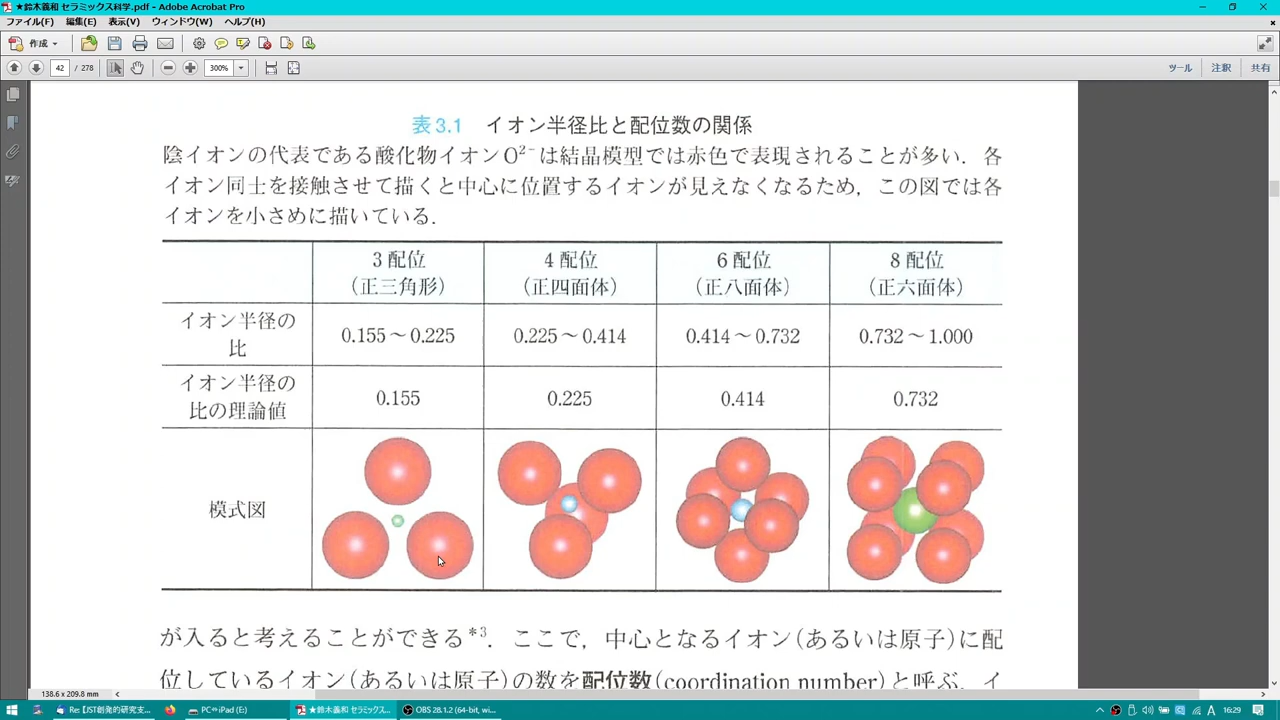 ★鈴木義和 セラミックス科学.pdf - Adobe Acrobat Pro
ファイル(F) 編集(E) 表示(V) ウィンドウ(W) ヘルプ(H)
作成
42 / 278 300% ツール 注釈 共有
表3.1 イオン半径比と配位数の関係
陰イオンの代表である酸化物イオンO²⁻は結晶模型では赤色で表現されることが多い．各
イオン同士を接触させて描くと中心に位置するイオンが見えなくなるため，この図では各
イオンを小さめに描いている．
3配位 4配位 6配位 8配位
(正三角形) (正四面体) (正八面体) (正六面体)
イオン半径の
比 0.155～0.225 0.225～0.414 0.414～0.732 0.732～1.000
イオン半径の
比の理論値 0.155 0.225 0.414 0.732
模式図
が入ると考えることができる*3．ここで，中心となるイオン(あるいは原子)に配
位しているイオン(あるいは原子)の数を配位数(coordination number)と呼ぶ．イ
138.6 x 209.8 mm
Re: 【JST創発的研究支... PC⇔iPad (E:) ★鈴木義和 セラミックス... OBS 28.1.2 (64-bit, wi... A 16:29